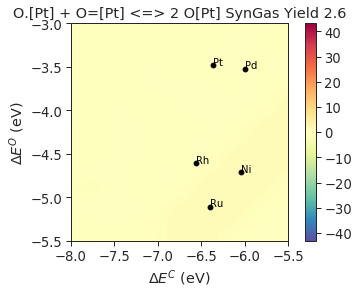 O.[Pt] + O=[Pt] <=> 2 O[Pt] SynGas Yield 2.6
−3.0
−3.5
−4.0
−4.5
−5.0
−5.5
ΔE^O (eV)
Pt
Pd
Rh
Ni
Ru
−8.0 −7.5 −7.0 −6.5 −6.0 −5.5
ΔE^C (eV)
40
30
20
10
0
−10
−20
−30
−40